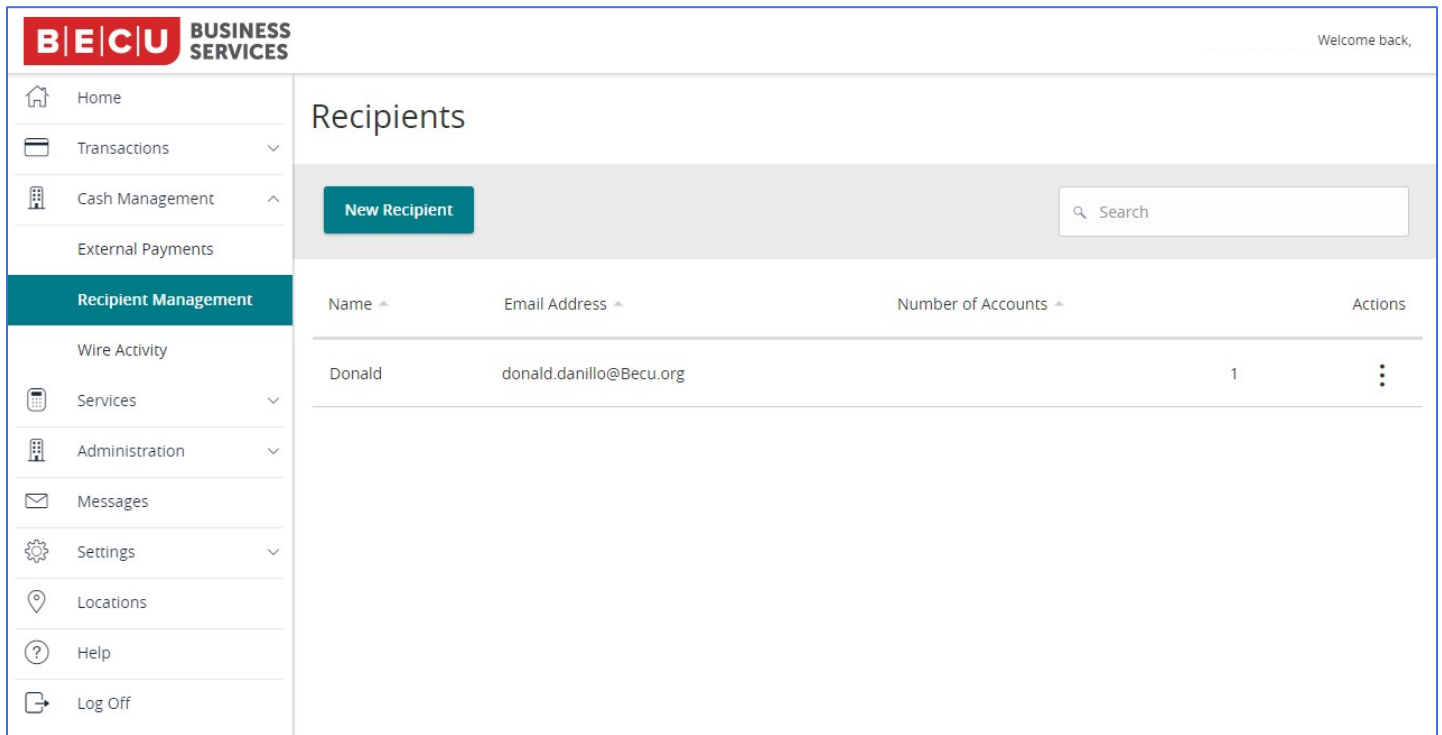 B|E|C|U BUSINESS
SERVICES
Welcome back,
Home
Transactions
Cash Management
External Payments
Recipient Management
Wire Activity
Services
Administration
Messages
Settings
Locations
Help
Log Off
Recipients
New Recipient
Search
Name Email Address Number of Accounts Actions
Donald donald.danillo@Becu.org 1